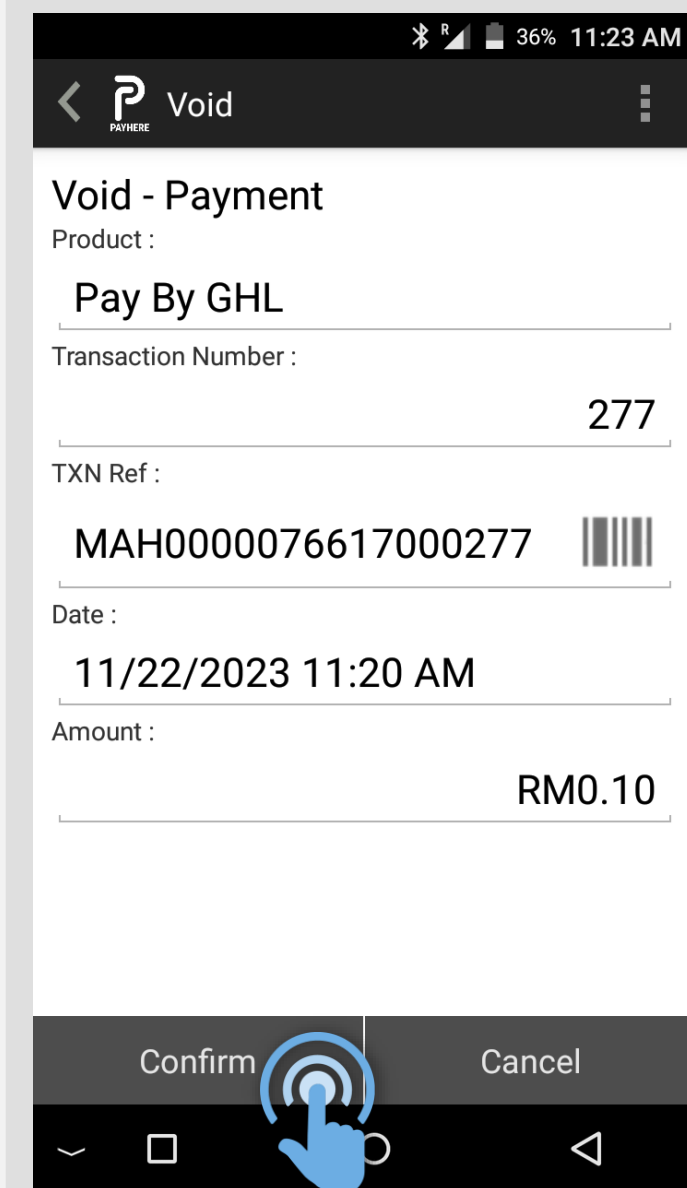 R 36% 11:23 AM
PAYHERE
Void
Void - Payment
Product :
Pay By GHL
Transaction Number :
277
TXN Ref :
MAH0000076617000277
Date :
11/22/2023 11:20 AM
Amount :
RM0.10
Confirm
Cancel